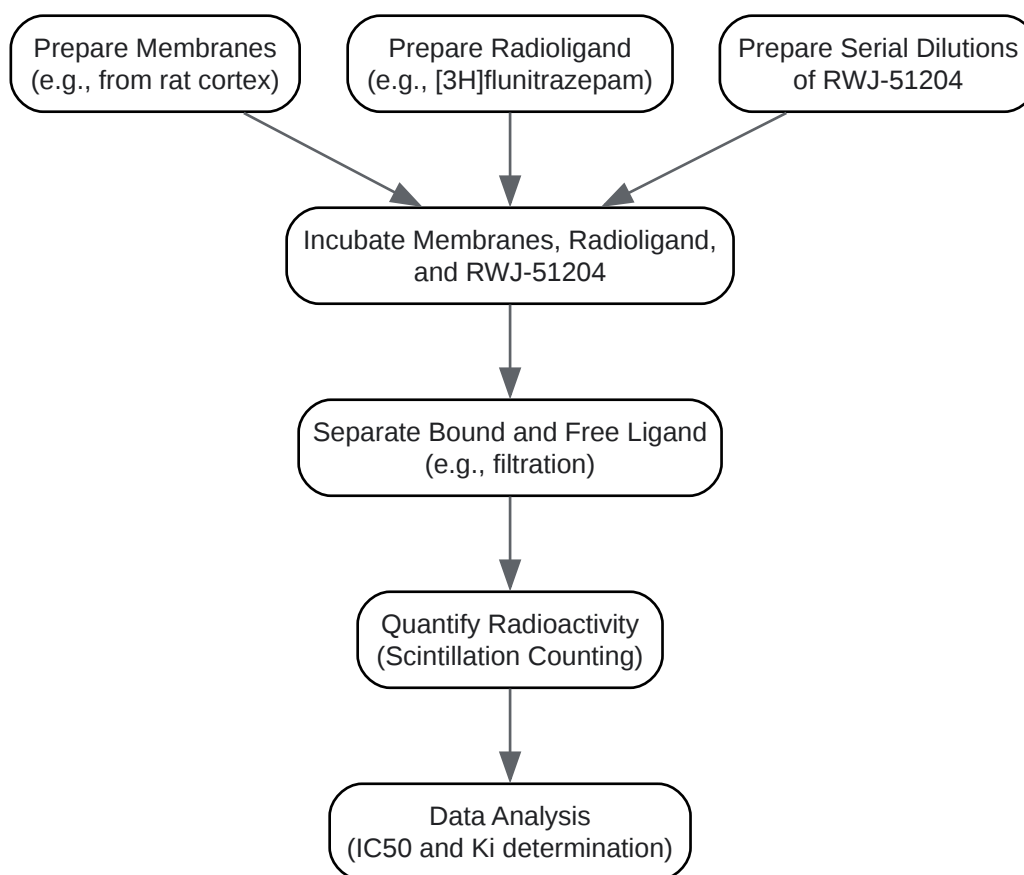 Prepare Membranes
(e.g., from rat cortex)
Prepare Radioligand
(e.g., [3H]flunitrazepam)
Prepare Serial Dilutions
of RWJ-51204
Incubate Membranes, Radioligand,
and RWJ-51204
Separate Bound and Free Ligand
(e.g., filtration)
Quantify Radioactivity
(Scintillation Counting)
Data Analysis
(IC50 and Ki determination)